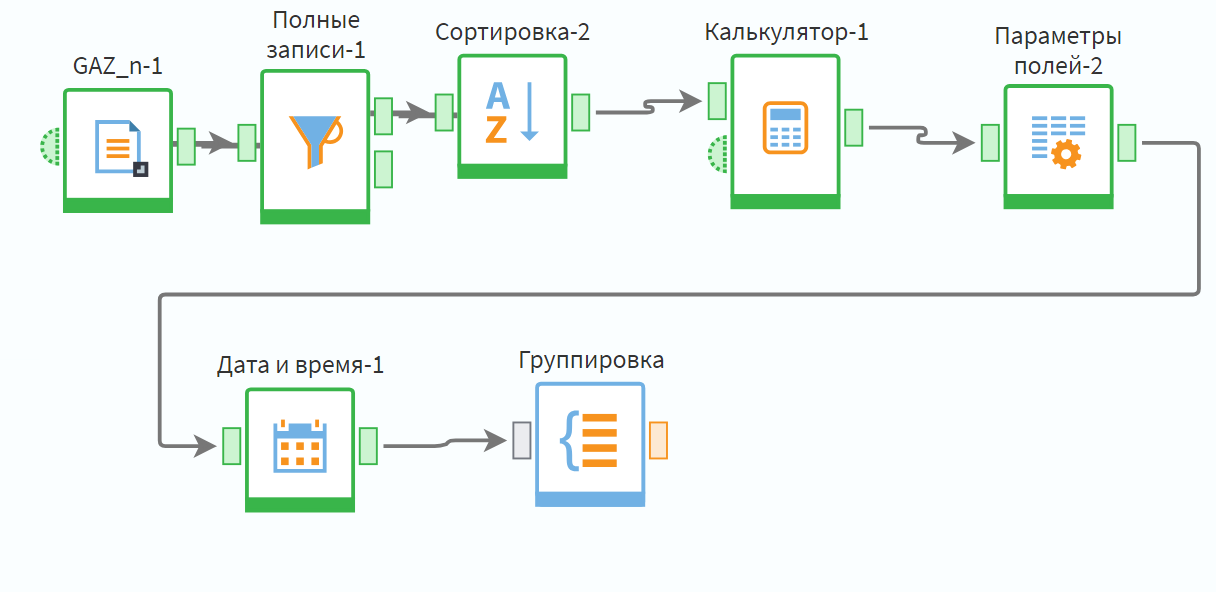 GAZ_n-1
Полные
записи-1
Сортировка-2
Калькулятор-1
Параметры
полей-2
Дата и время-1
Группировка